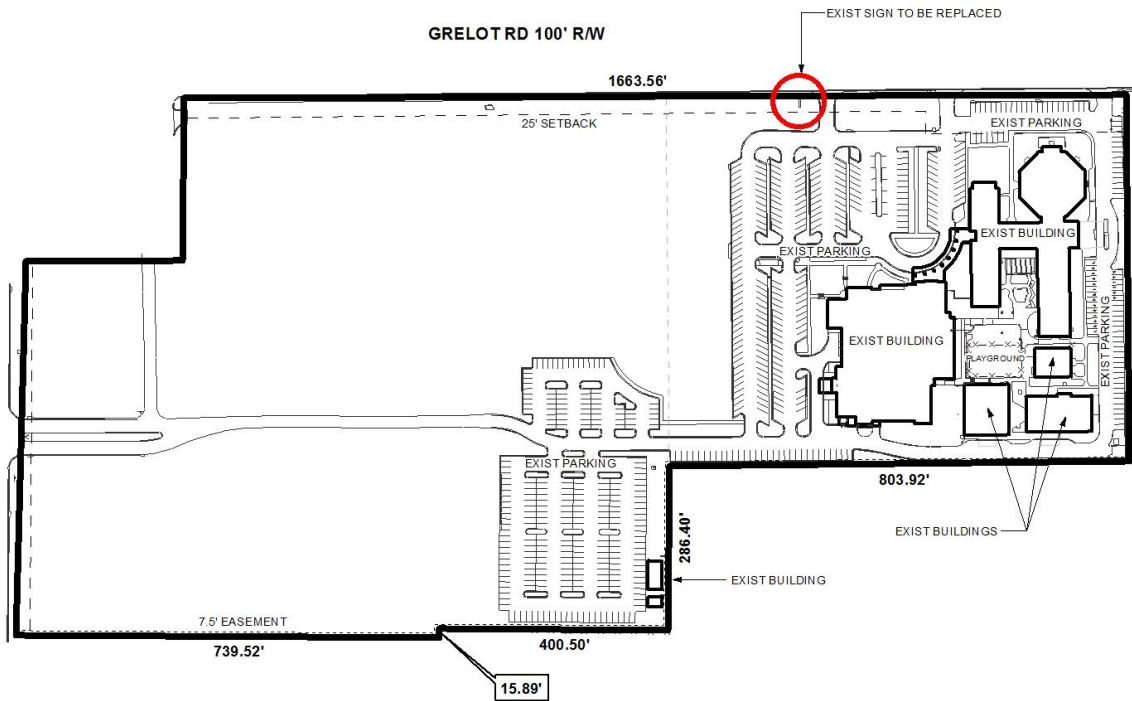 EXIST SIGN TO BE REPLACED
GRELOT RD 100' R/W
1663.56'
25' SETBACK
EXIST PARKING
EXIST BUILDING
EXIST PARKING
EXIST PARKING
EXIST BUILDING
PLAYGROUND
EXIST PARKING
803.92'
286.40'
EXIST BUILDINGS
EXIST BUILDING
7.5' EASEMENT
739.52'
400.50'
15.89'